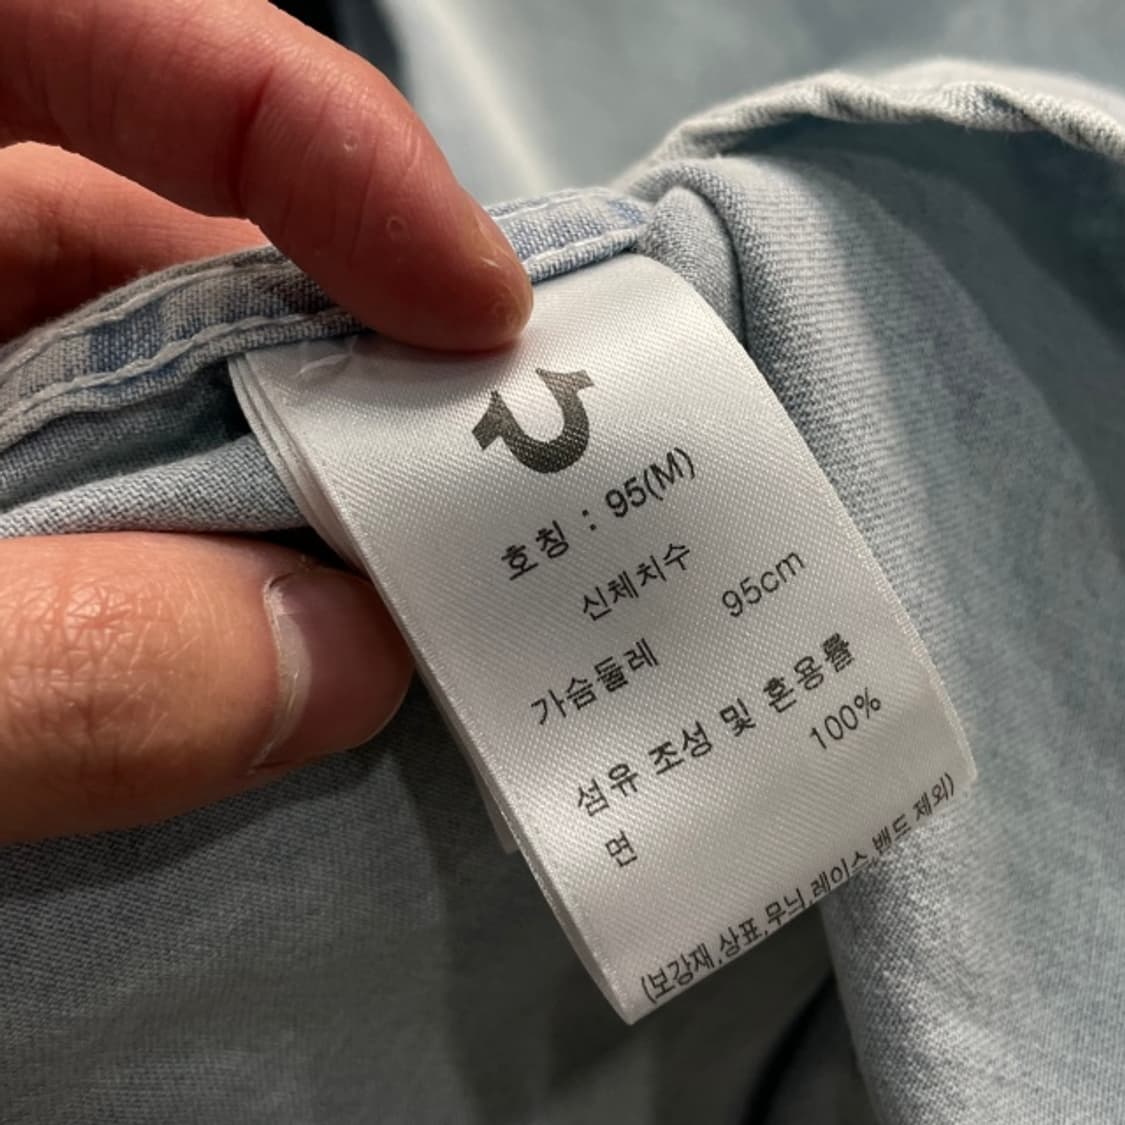 호칭 : 95(M)
신체치수
가슴둘레 95cm
섬유 조성 및 혼용률
면 100%
(보강재,상표,무늬,레이스,밴드 제외)